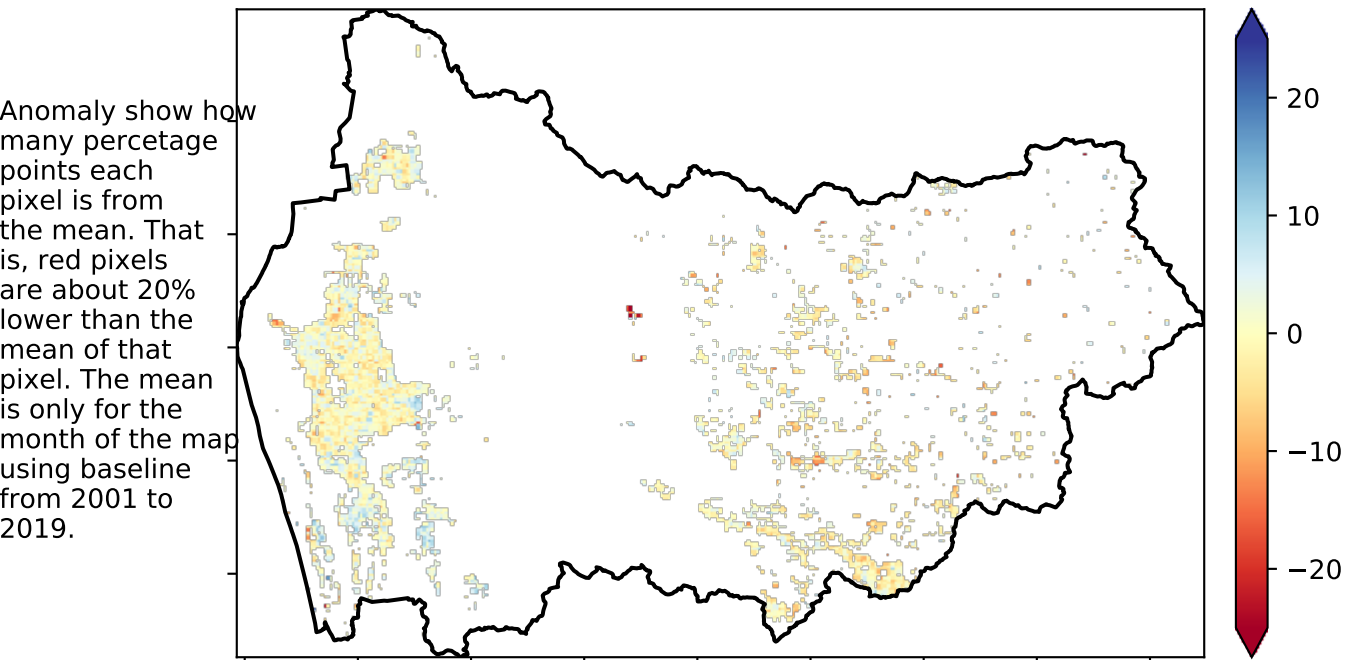 Anomaly show how
many percetage
points each
pixel is from
the mean. That
is, red pixels
are about 20%
lower than the
mean of that
pixel. The mean
is only for the
month of the map
using baseline
from 2001 to
2019.
20
10
0
−10
−20